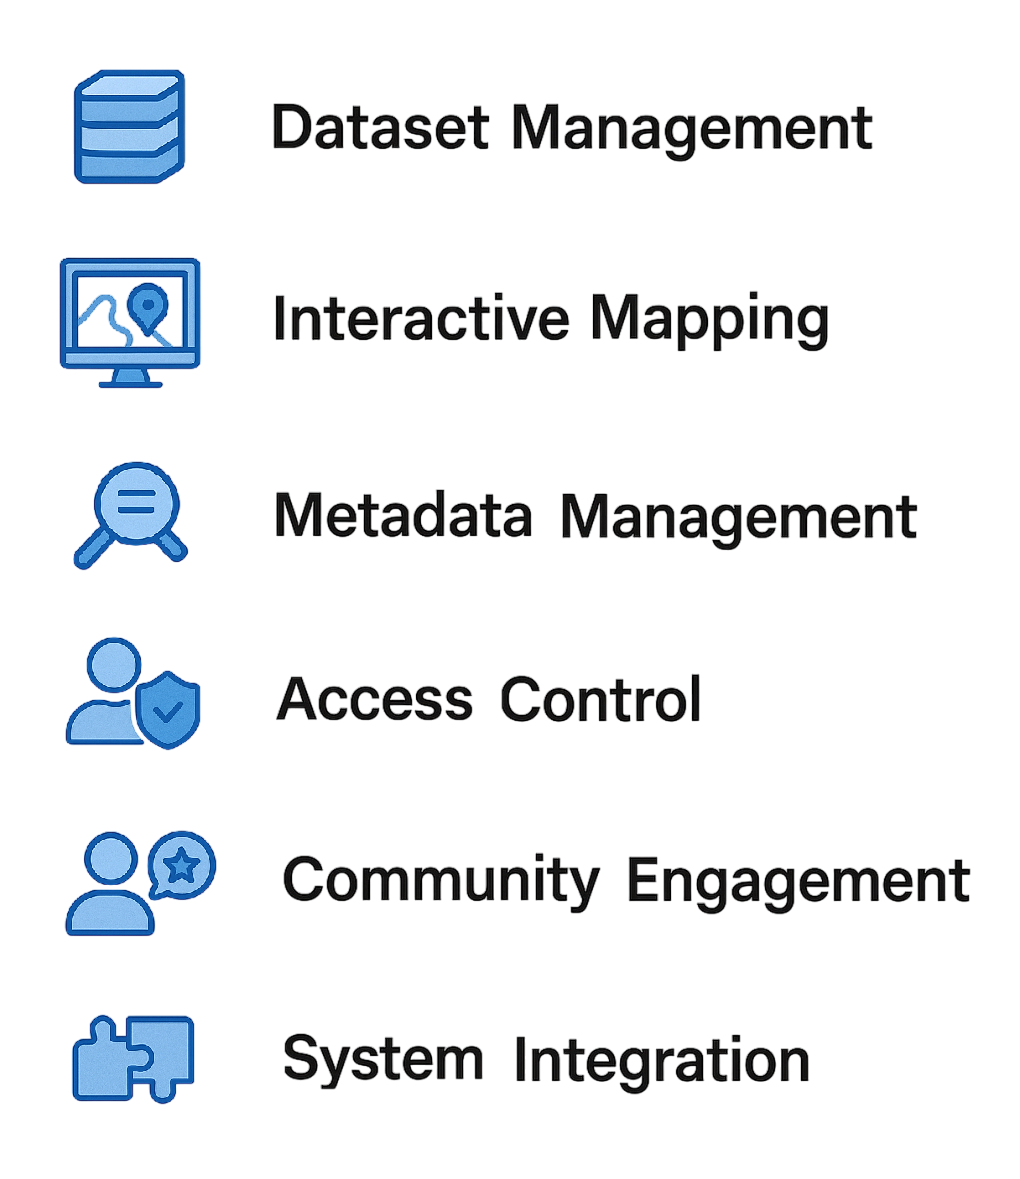 Dataset Management
Interactive Mapping
Metadata Management
Access Control
Community Engagement
System Integration